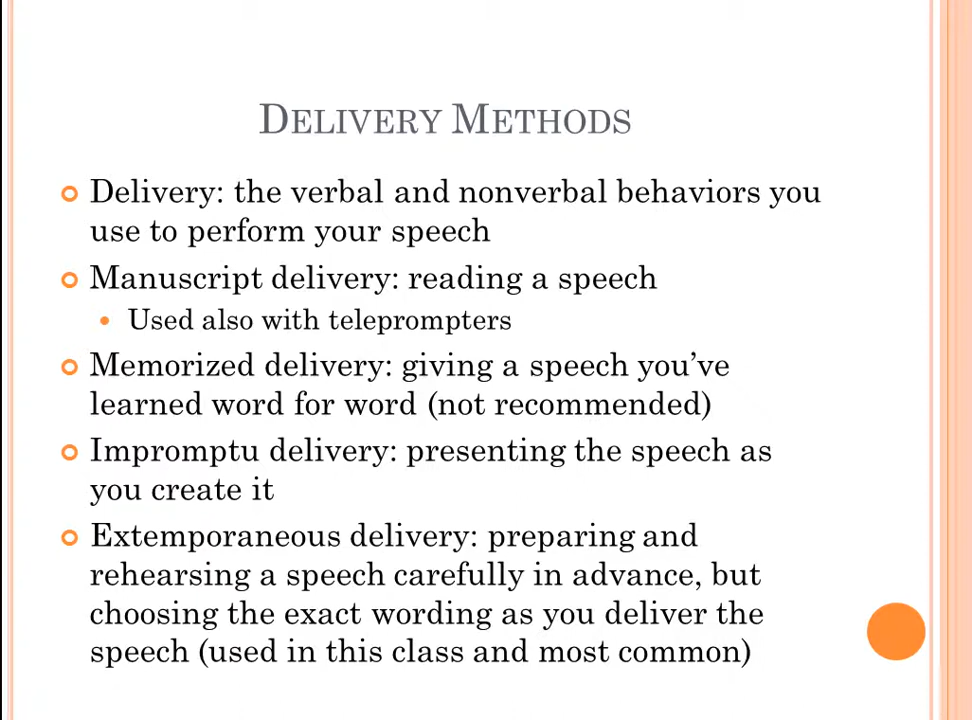 Delivery Methods
Delivery: the verbal and nonverbal behaviors you
use to perform your speech
Manuscript delivery: reading a speech
Used also with teleprompters
Memorized delivery: giving a speech you’ve
learned word for word (not recommended)
Impromptu delivery: presenting the speech as
you create it
Extemporaneous delivery: preparing and
rehearsing a speech carefully in advance, but
choosing the exact wording as you deliver the
speech (used in this class and most common)